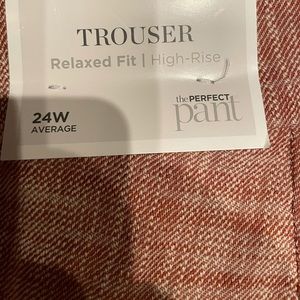 TROUSER
Relaxed Fit | High-Rise
24W
AVERAGE
the PERFECT
pant